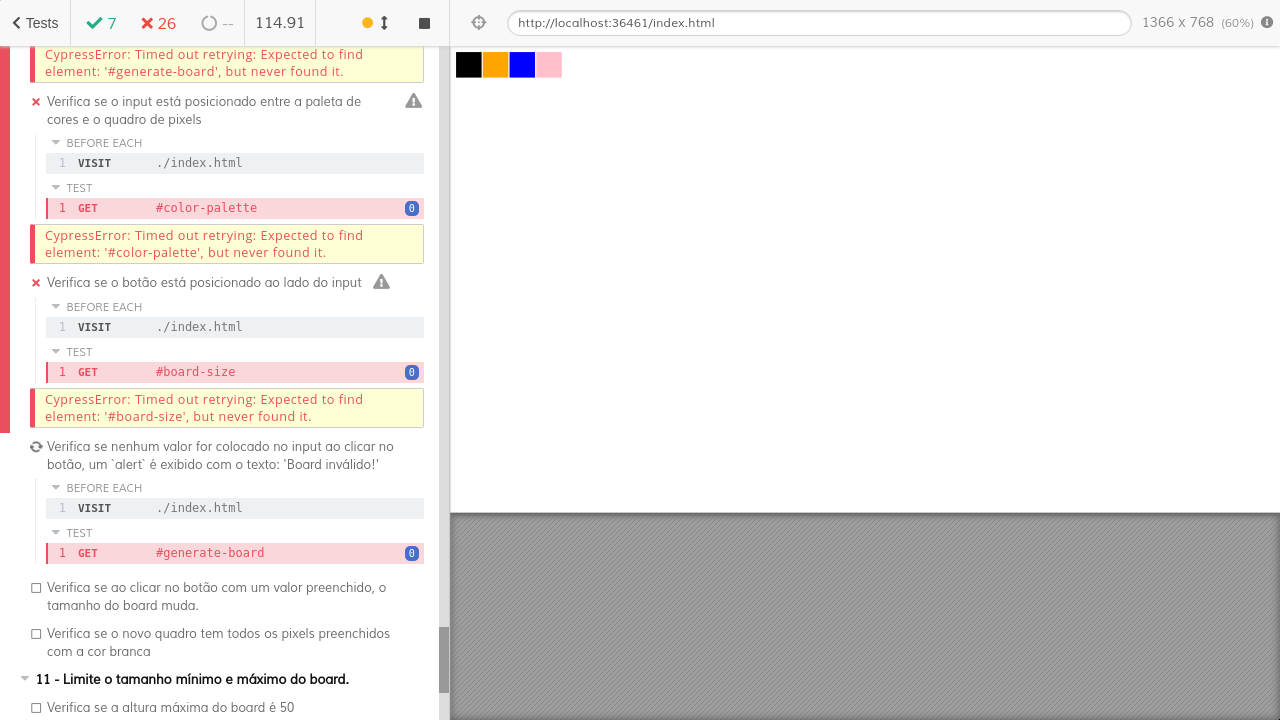 Tests
7
26
--
114.91
http://localhost:36461/index.html
1366 x 768 (60%)
CypressError: Timed out retrying: Expected to find
element: '#generate-board', but never found it.
Verifica se o input está posicionado entre a paleta de
cores e o quadro de pixels
BEFORE EACH
1 VISIT ./index.html
TEST
1 GET #color-palette 0
CypressError: Timed out retrying: Expected to find
element: '#color-palette', but never found it.
Verifica se o botão está posicionado ao lado do input
BEFORE EACH
1 VISIT ./index.html
TEST
1 GET #board-size 0
CypressError: Timed out retrying: Expected to find
element: '#board-size', but never found it.
Verifica se nenhum valor for colocado no input ao clicar no
botão, um `alert` é exibido com o texto: 'Board inválido!'
BEFORE EACH
1 VISIT ./index.html
TEST
1 GET #generate-board 0
Verifica se ao clicar no botão com um valor preenchido, o
tamanho do board muda.
Verifica se o novo quadro tem todos os pixels preenchidos
com a cor branca
11 - Limite o tamanho mínimo e máximo do board.
Verifica se a altura máxima do board é 50